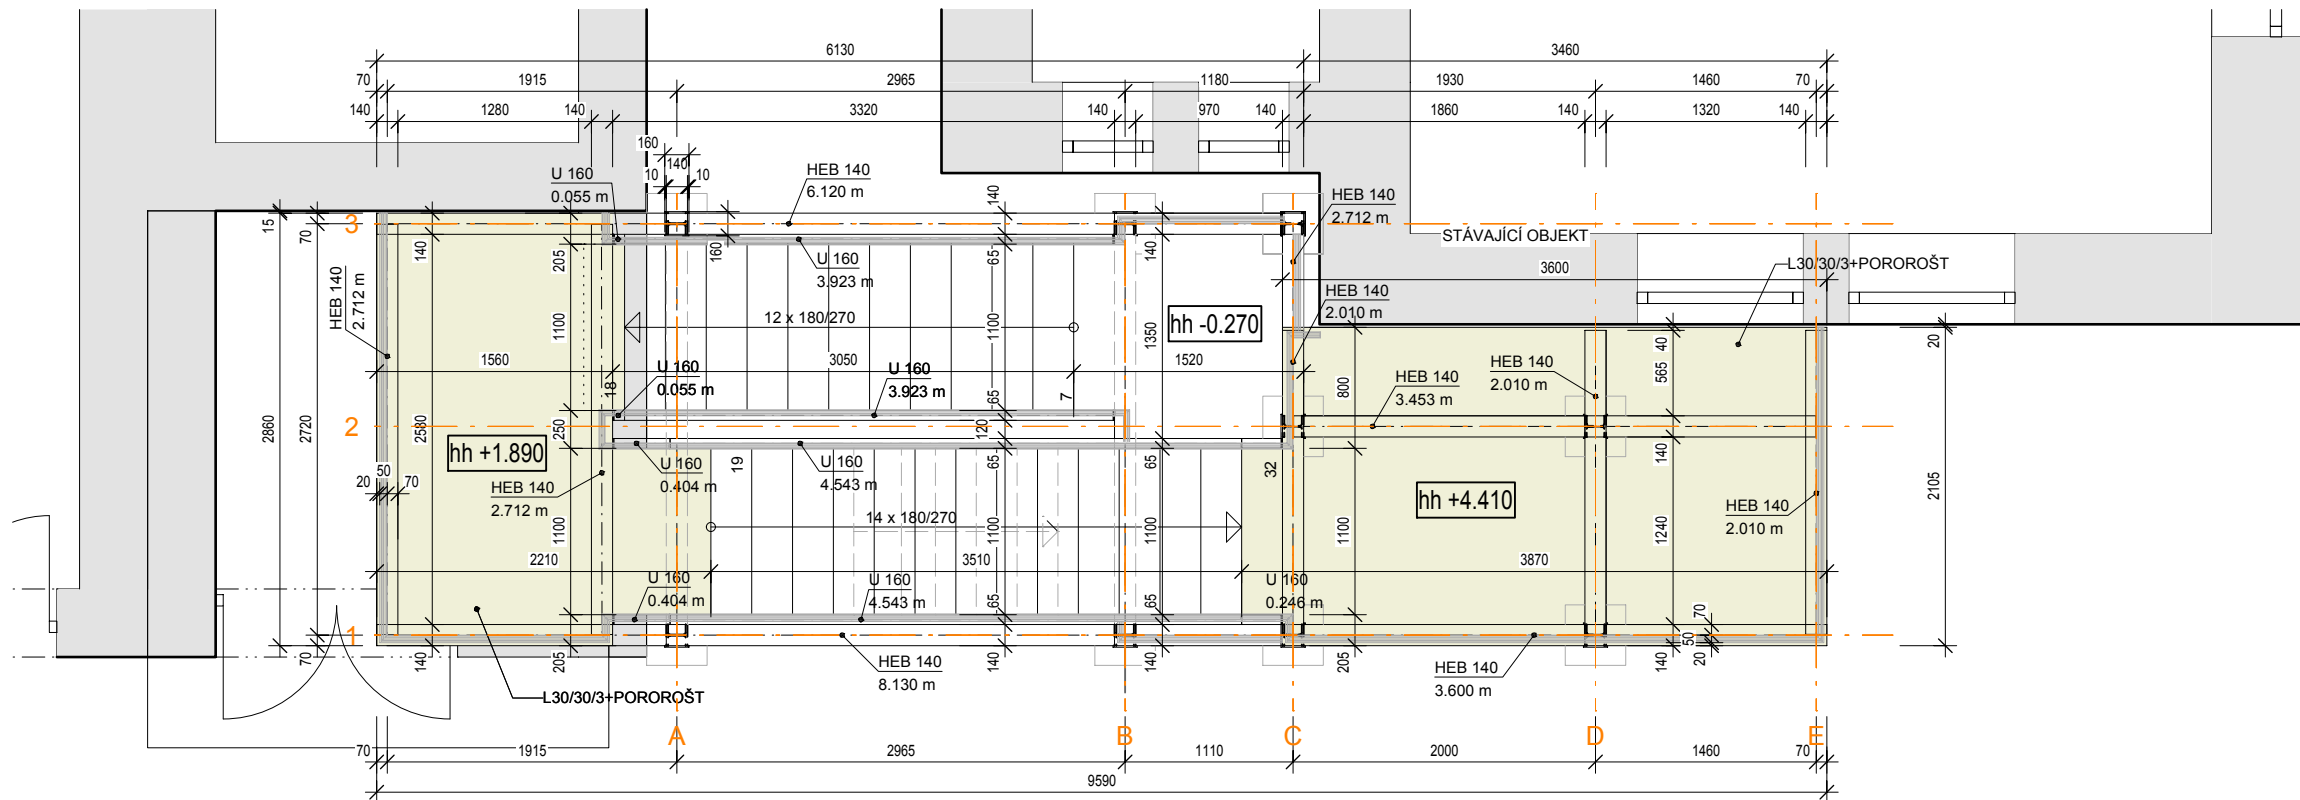 6130
3460
70
1915
2965
1180
1930
1460
70
140
1280
140
3320
140
970
140
1860
140
1320
140
160
140
10
10
U 160
0.055 m
HEB 140
6.120 m
140
HEB 140
2.712 m
3
15
70
140
205
160
U 160
3.923 m
65
140
STÁVAJÍCÍ OBJEKT
3600
L30/30/3+POROROŠT
HEB 140
2.712 m
HEB 140
2.010 m
1100
12 x 180/270
1100
1350
hh -0.270
20
40
1560
3050
1520
U 160
0.055 m
U 160
3.923 m
18
7
65
800
HEB 140
3.453 m
HEB 140
2.010 m
565
2
2860
2720
2580
250
120
hh +1.890
50
20
70
HEB 140
2.712 m
U 160
0.404 m
19
U 160
4.543 m
65
65
32
140
hh +4.410
HEB 140
2.010 m
2105
1100
14 x 180/270
1100
1100
1100
1240
2210
3510
3870
U 160
0.404 m
U 160
4.543 m
U 160
0.246 m
65
65
70
50
20
1
70
140
205
HEB 140
8.130 m
140
140
205
HEB 140
3.600 m
140
L30/30/3+POROROŠT
A
B
C
D
E
70
1915
2965
1110
2000
1460
70
9590